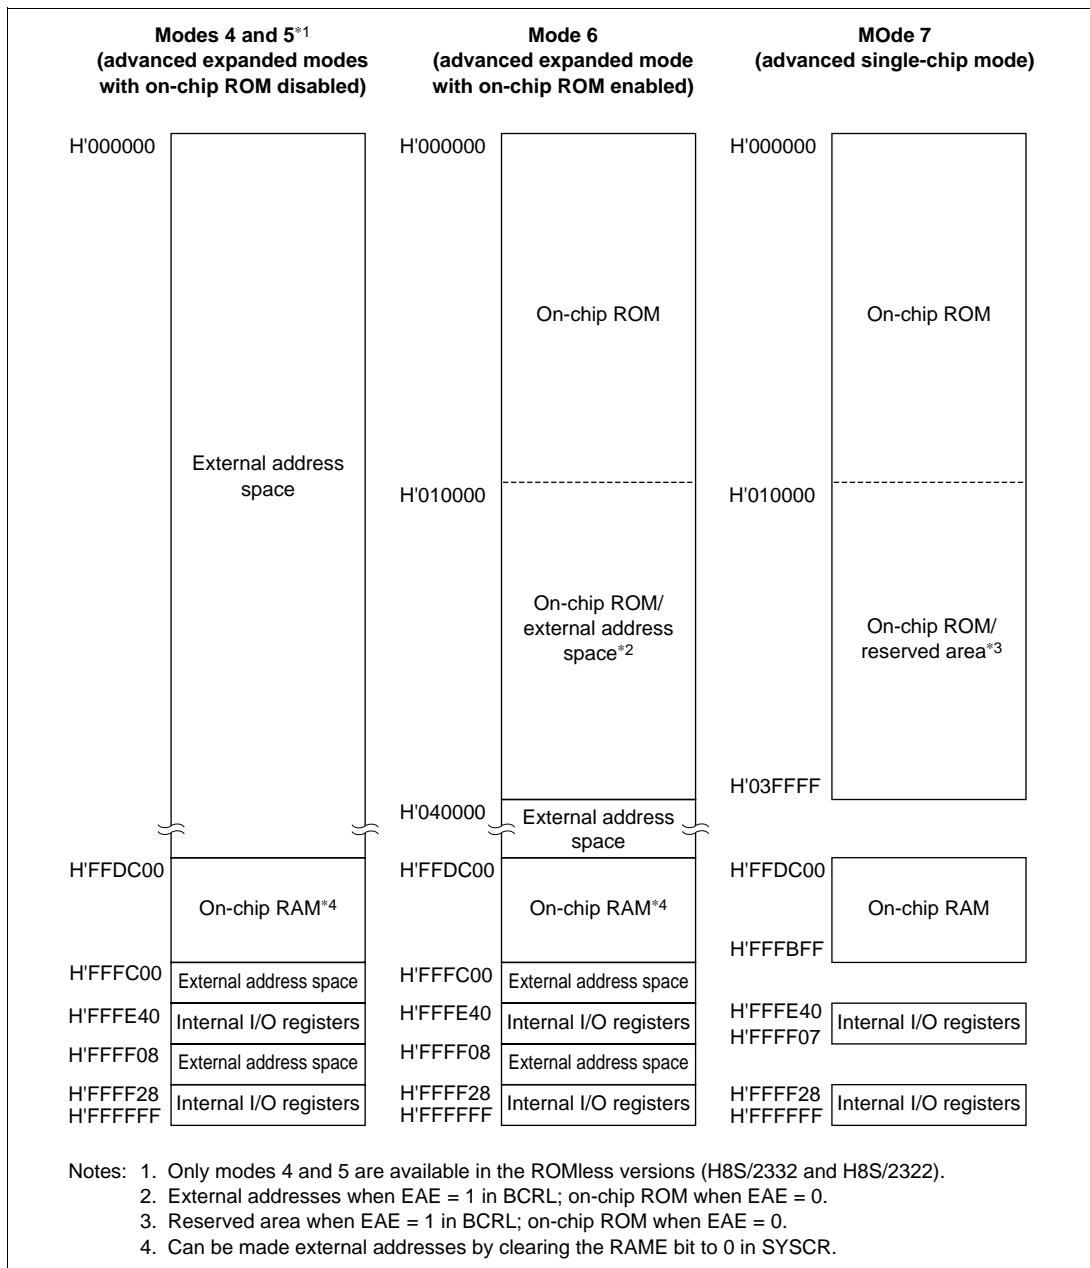 Modes 4 and 5*1
(advanced expanded modes
with on-chip ROM disabled)
H'000000
External address
space
H'FFDC00
On-chip RAM*4
H'FFFC00
External address space
H'FFFE40
Internal I/O registers
H'FFFF08
External address space
H'FFFF28
Internal I/O registers
H'FFFFFF
Mode 6
(advanced expanded mode
with on-chip ROM enabled)
H'000000
On-chip ROM
H'010000
On-chip ROM/
external address
space*2
H'040000
External address
space
H'FFDC00
On-chip RAM*4
H'FFFC00
External address space
H'FFFE40
Internal I/O registers
H'FFFF08
External address space
H'FFFF28
Internal I/O registers
H'FFFFFF
MOde 7
(advanced single-chip mode)
H'000000
On-chip ROM
H'010000
On-chip ROM/
reserved area*3
H'03FFFF
H'FFDC00
On-chip RAM
H'FFFBFF
H'FFFE40
Internal I/O registers
H'FFFF07
H'FFFF28
Internal I/O registers
H'FFFFFF
Notes: 1. Only modes 4 and 5 are available in the ROMless versions (H8S/2332 and H8S/2322).
2. External addresses when EAE = 1 in BCRL; on-chip ROM when EAE = 0.
3. Reserved area when EAE = 1 in BCRL; on-chip ROM when EAE = 0.
4. Can be made external addresses by clearing the RAME bit to 0 in SYSCR.